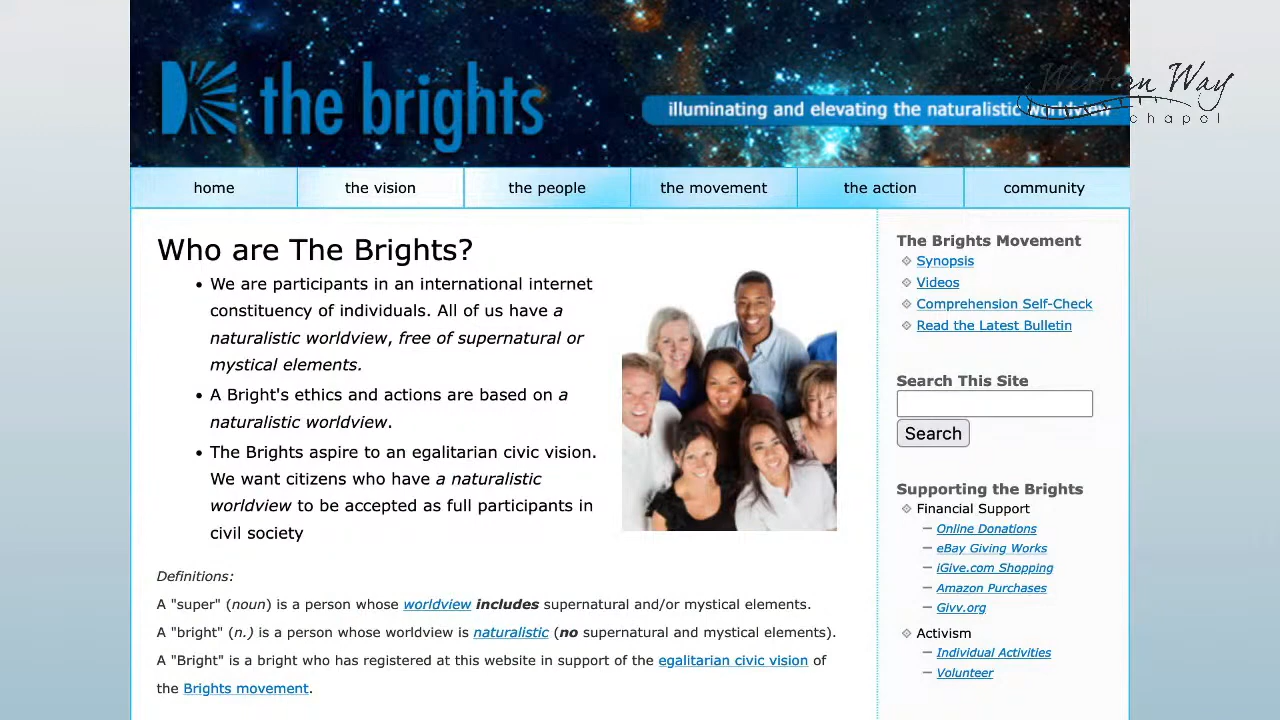 the brights
illuminating and elevating the naturalistic worldview
Western Way
chapel
home
the vision
the people
the movement
the action
community
Who are The Brights?
• We are participants in an international internet
constituency of individuals. All of us have a
naturalistic worldview, free of supernatural or
mystical elements.
• A Bright's ethics and actions are based on a
naturalistic worldview.
• The Brights aspire to an egalitarian civic vision.
We want citizens who have a naturalistic
worldview to be accepted as full participants in
civil society
Definitions:
A "super" (noun) is a person whose worldview includes supernatural and/or mystical elements.
A "bright" (n.) is a person whose worldview is naturalistic (no supernatural and mystical elements).
A "Bright" is a bright who has registered at this website in support of the egalitarian civic vision of
the Brights movement.
The Brights Movement
Synopsis
Videos
Comprehension Self-Check
Read the Latest Bulletin
Search This Site
Search
Supporting the Brights
Financial Support
— Online Donations
— eBay Giving Works
— iGive.com Shopping
— Amazon Purchases
— Givv.org
Activism
— Individual Activities
— Volunteer